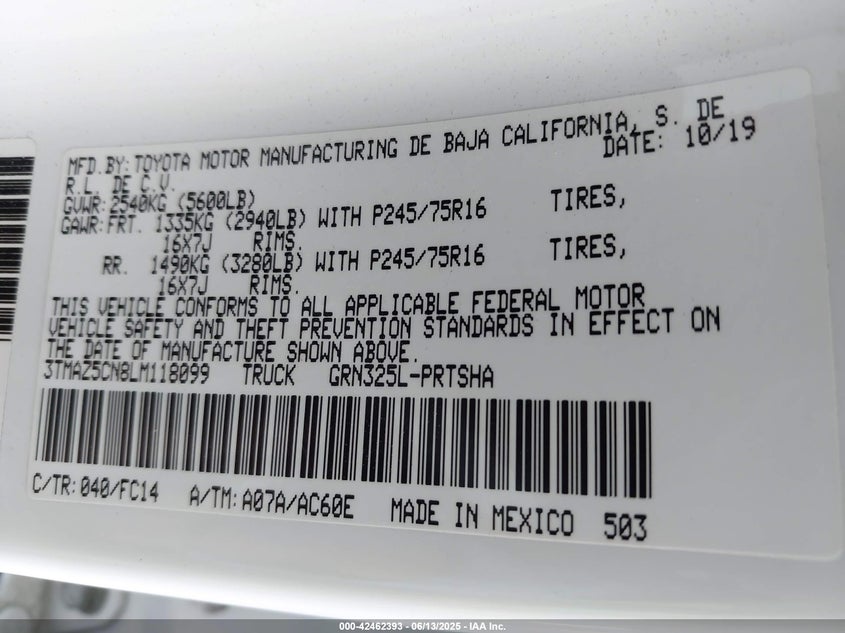 MFD.BY: TOYOTA MOTOR MANUFACTURING DE BAJA CALIFORNIA, S. DE
R.L. DE C.V. DATE: 10/19
GVWR: 2540KG (5600LB)
GAWR: FRT. 1335KG (2940LB) WITH P245/75R16 TIRES,
16X7J RIMS.
RR. 1490KG (3280LB) WITH P245/75R16 TIRES,
16X7J RIMS.
THIS VEHICLE CONFORMS TO ALL APPLICABLE FEDERAL MOTOR
VEHICLE SAFETY AND THEFT PREVENTION STANDARDS IN EFFECT ON
THE DATE OF MANUFACTURE SHOWN ABOVE.
3TMAZ5CN8LM118099 TRUCK GRN325L-PRTSHA
C/TR: 040/FC14 A/TM: A07A/AC60E MADE IN MEXICO 503
000-42462393 - 06/13/2025 - IAA Inc.